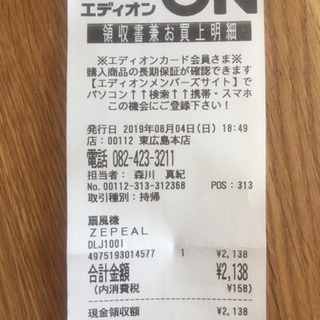 エディオン ON
領収書兼お買上明細
※エディオンカード会員さま※
購入商品の長期保証が確認できます
【エディオンメンバーズサイト】で
パソコン↑↑検索↑↑携帯・スマホ
この機会にご登録下さい!
発行日 2019年08月04日(日) 18:49
店:00112 東広島本店
電話 082-423-3211
担当者: 森川 真紀
No.00112-313-312368 POS:313
取引種別:持帰
扇風機
ZEPEAL
DLJ100I
4975193014577 1 ¥2,138
合計金額 ¥2,138
(内消費税 ¥158)
現金領収額 ¥2,138